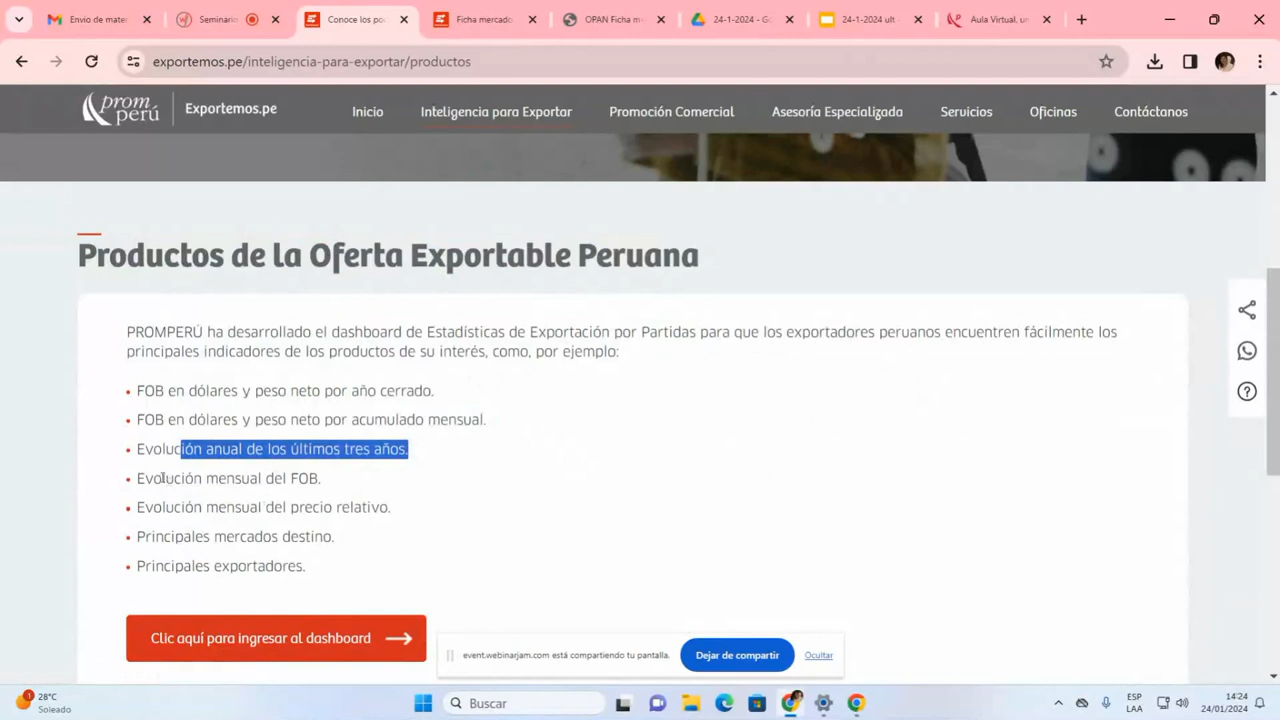 Envio de mater
Seminario
Conoce los po
Ficha mercado
OPAN Ficha m
24-1-2024 - Go
24-1-2024 ult -
Aula Virtual, un
exportemos.pe/inteligencia-para-exportar/productos
prom perú
Exportemos.pe
Inicio
Inteligencia para Exportar
Promoción Comercial
Asesoría Especializada
Servicios
Oficinas
Contáctanos
Productos de la Oferta Exportable Peruana
PROMPERÚ ha desarrollado el dashboard de Estadísticas de Exportación por Partidas para que los exportadores peruanos encuentren fácilmente los
principales indicadores de los productos de su interés, como, por ejemplo:
• FOB en dólares y peso neto por año cerrado.
• FOB en dólares y peso neto por acumulado mensual.
• Evolución anual de los últimos tres años.
• Evolución mensual del FOB.
• Evolución mensual del precio relativo.
• Principales mercados destino.
• Principales exportadores.
Clic aquí para ingresar al dashboard
event.webinarjam.com está compartiendo tu pantalla.
Dejar de compartir
Ocultar
1
28°C
Soleado
Buscar
ESP
LAA
14:24
24/01/2024